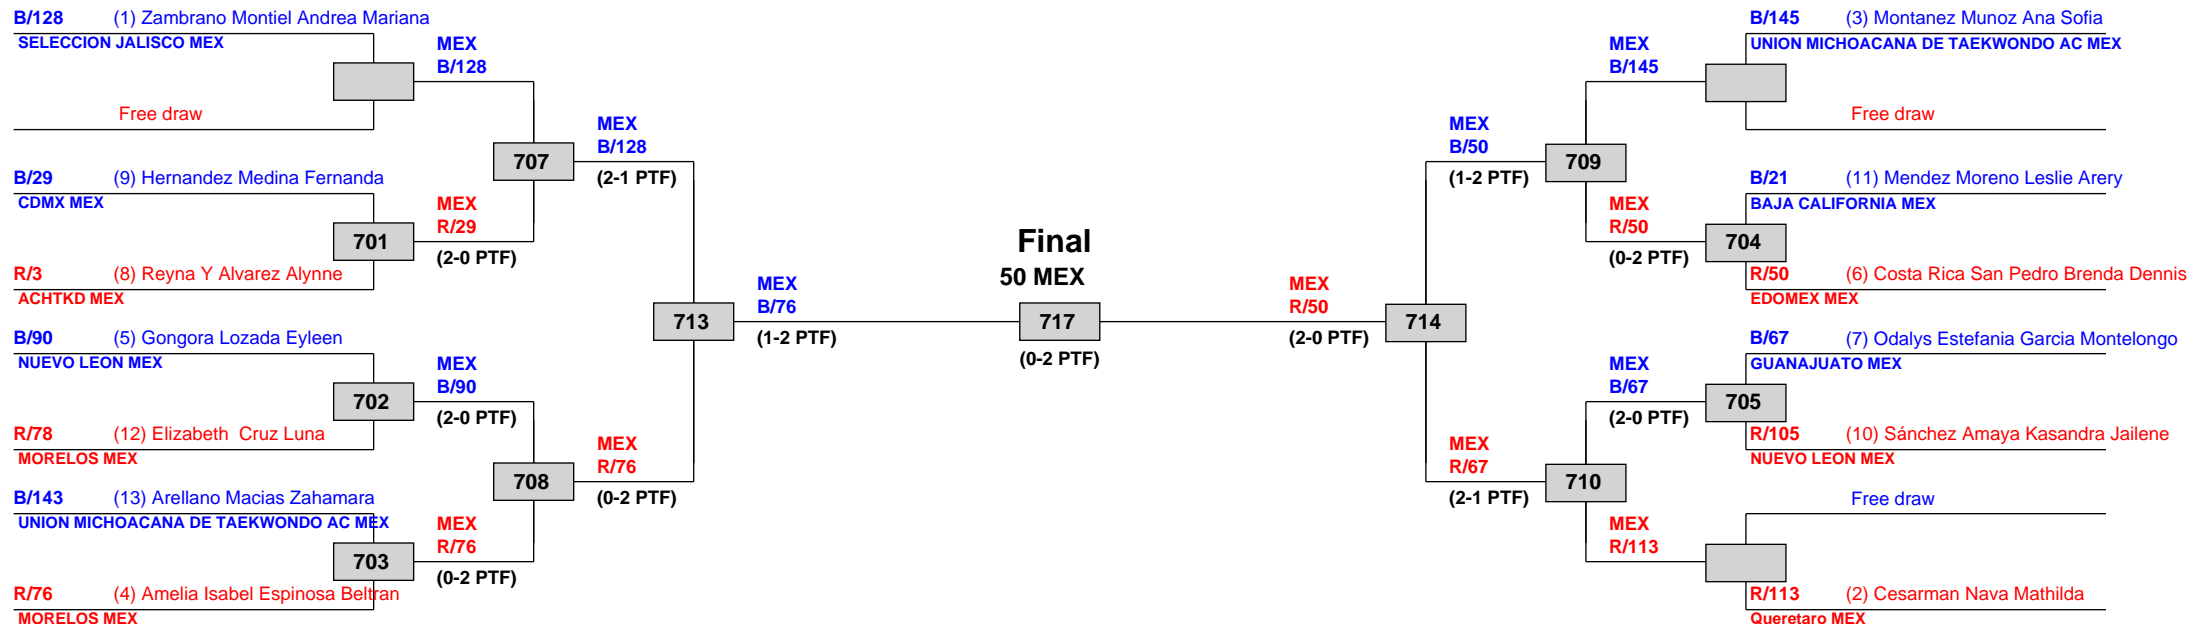 B/128 (1) Zambrano Montiel Andrea Mariana
SELECCION JALISCO MEX
Free draw
B/29 (9) Hernandez Medina Fernanda
CDMX MEX
701
R/3 (8) Reyna Y Alvarez Alynne
ACHTKD MEX
B/90 (5) Gongora Lozada Eyleen
NUEVO LEON MEX
702
R/78 (12) Elizabeth Cruz Luna
MORELOS MEX
B/143 (13) Arellano Macias Zahamara
UNION MICHOACANA DE TAEKWONDO AC MEX
703
R/76 (4) Amelia Isabel Espinosa Beltran
MORELOS MEX
MEX
B/128
707
MEX
R/29
(2-0 PTF)
MEX
B/90
(2-0 PTF)
708
MEX
R/76
(0-2 PTF)
MEX
B/128
(2-1 PTF)
713
MEX
R/76
(0-2 PTF)
MEX
B/76
(1-2 PTF)
Final
50 MEX
717
(0-2 PTF)
MEX
R/50
(2-0 PTF)
714
MEX
B/50
(1-2 PTF)
MEX
R/67
(2-1 PTF)
709
710
MEX
B/145
MEX
R/50
(0-2 PTF)
MEX
B/67
(2-0 PTF)
MEX
R/113
B/145 (3) Montanez Munoz Ana Sofia
UNION MICHOACANA DE TAEKWONDO AC MEX
Free draw
B/21 (11) Mendez Moreno Leslie Arery
BAJA CALIFORNIA MEX
704
R/50 (6) Costa Rica San Pedro Brenda Dennis
EDOMEX MEX
B/67 (7) Odalys Estefania Garcia Montelongo
GUANAJUATO MEX
705
R/105 (10) Sánchez Amaya Kasandra Jailene
NUEVO LEON MEX
Free draw
R/113 (2) Cesarman Nava Mathilda
Queretaro MEX